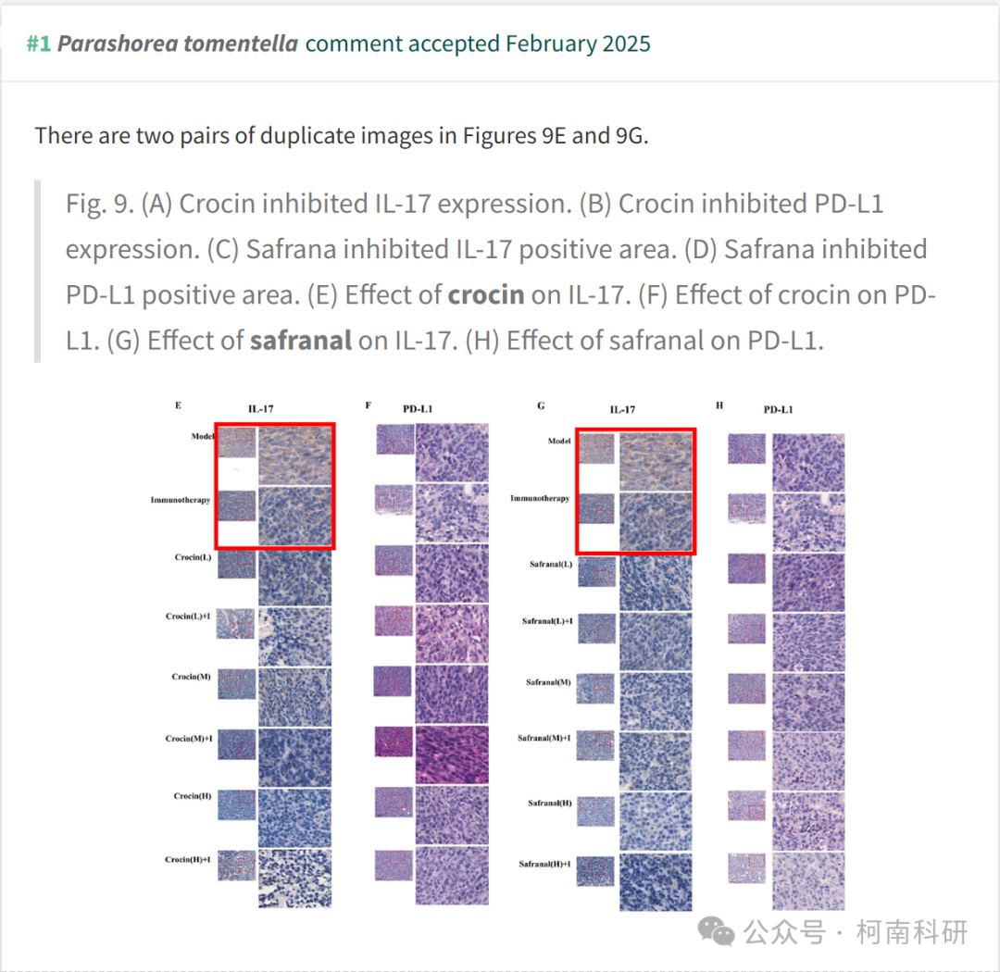 #1 Parashorea tomentella comment accepted February 2025
There are two pairs of duplicate images in Figures 9E and 9G.
Fig. 9. (A) Crocin inhibited IL-17 expression. (B) Crocin inhibited PD-L1
expression. (C) Safrana inhibited IL-17 positive area. (D) Safrana inhibited
PD-L1 positive area. (E) Effect of crocin on IL-17. (F) Effect of crocin on PD-
L1. (G) Effect of safranal on IL-17. (H) Effect of safranal on PD-L1.
E
IL-17
Model
Immunotherapy
Crocin(L)
Crocin(L)+I
Crocin(M)
Crocin(M)+I
Crocin(H)
Crocin(H)+I
F
PD-L1
G
IL-17
Model
Immunotherapy
Safranal(L)
Safranal(L)+I
Safranal(M)
Safranal(M)+I
Safranal(H)
Safranal(H)+I
H
PD-L1
公众号 · 柯南科研